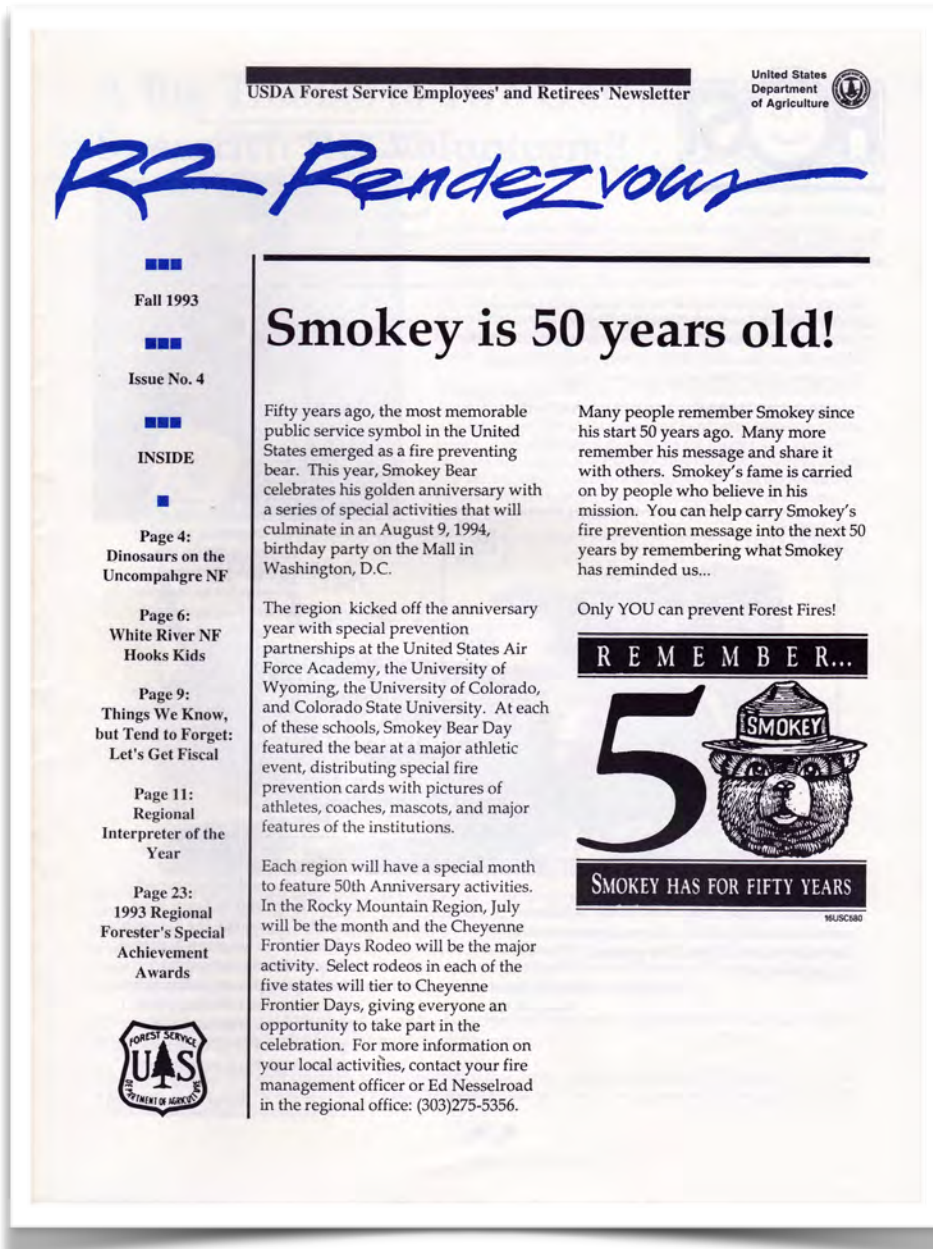 USDA Forest Service Employees' and Retirees' Newsletter
United States
Department
of Agriculture
R2 Rendezvous
Fall 1993
Issue No. 4
INSIDE
Page 4:
Dinosaurs on the
Uncompahgre NF
Page 6:
White River NF
Hooks Kids
Page 9:
Things We Know,
but Tend to Forget:
Let's Get Fiscal
Page 11:
Regional
Interpreter of the
Year
Page 23:
1993 Regional
Forester's Special
Achievement
Awards
FOREST SERVICE
U S
DEPARTMENT OF AGRICULTURE
Smokey is 50 years old!
Fifty years ago, the most memorable
public service symbol in the United
States emerged as a fire preventing
bear. This year, Smokey Bear
celebrates his golden anniversary with
a series of special activities that will
culminate in an August 9, 1994,
birthday party on the Mall in
Washington, D.C.
The region kicked off the anniversary
year with special prevention
partnerships at the United States Air
Force Academy, the University of
Wyoming, the University of Colorado,
and Colorado State University. At each
of these schools, Smokey Bear Day
featured the bear at a major athletic
event, distributing special fire
prevention cards with pictures of
athletes, coaches, mascots, and major
features of the institutions.
Each region will have a special month
to feature 50th Anniversary activities.
In the Rocky Mountain Region, July
will be the month and the Cheyenne
Frontier Days Rodeo will be the major
activity. Select rodeos in each of the
five states will tier to Cheyenne
Frontier Days, giving everyone an
opportunity to take part in the
celebration. For more information on
your local activities, contact your fire
management officer or Ed Nesselroad
in the regional office: (303)275-5356.
Many people remember Smokey since
his start 50 years ago. Many more
remember his message and share it
with others. Smokey's fame is carried
on by people who believe in his
mission. You can help carry Smokey's
fire prevention message into the next 50
years by remembering what Smokey
has reminded us...
Only YOU can prevent Forest Fires!
REMEMBER...
50
SMOKEY
SMOKEY HAS FOR FIFTY YEARS
16USC580